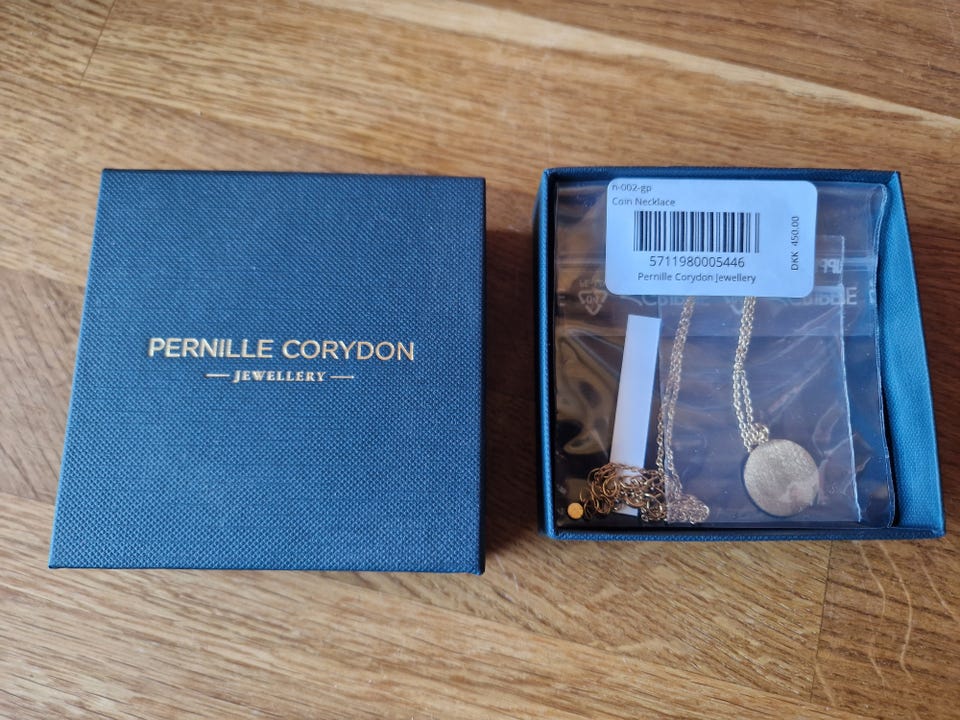 PERNILLE CORYDON
JEWELLERY
n-002-gp
Coin Necklace
5711980005446
Pernille Corydon Jewellery
DKK 450.00